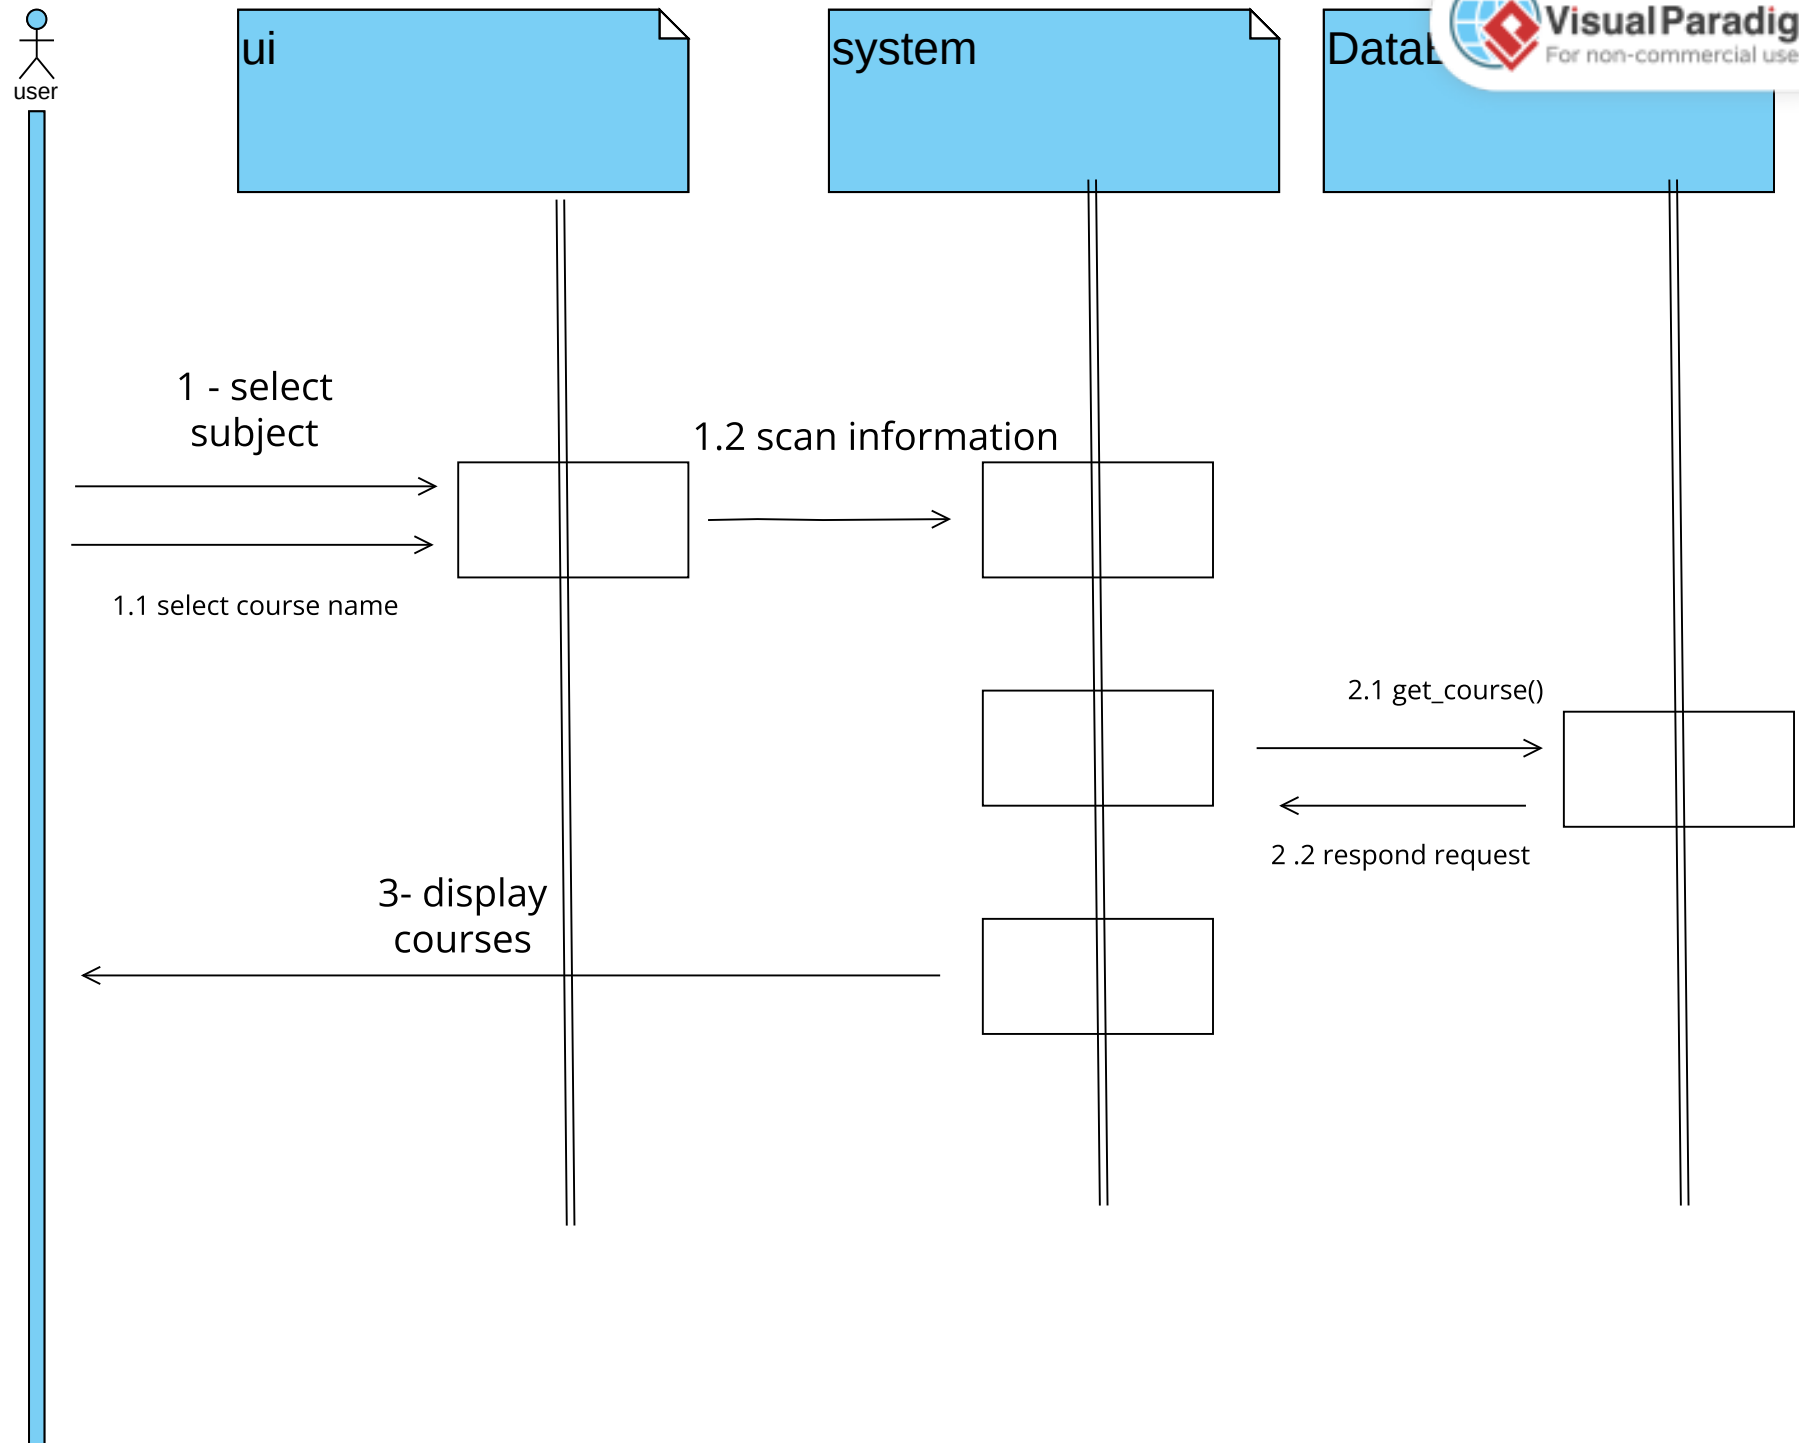 user
ui
system
Visual Paradig
For non-commercial use
1 - select
subject
1.2 scan information
1.1 select course name
2.1 get_course()
2 .2 respond request
3- display
courses